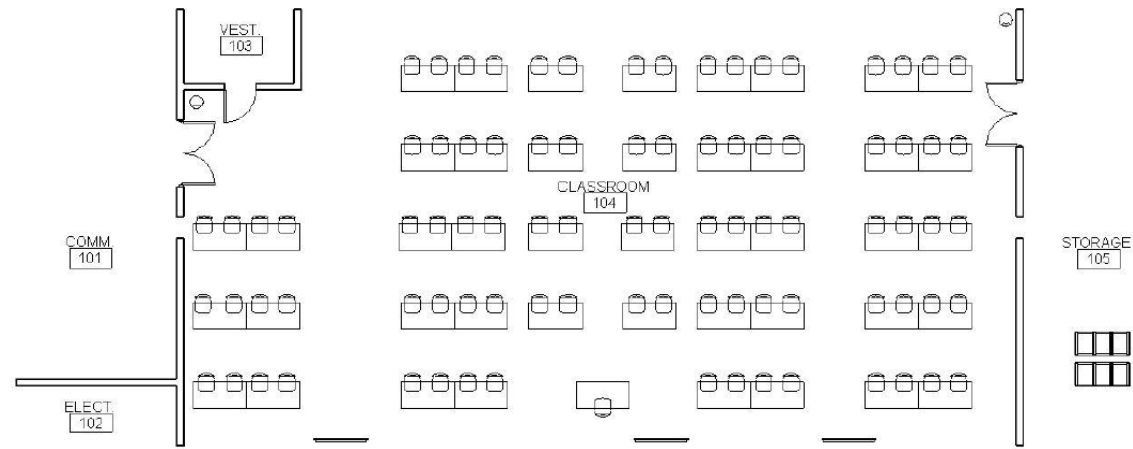 VEST.
103
CLASSROOM
104
COMM.
101
STORAGE
105
ELECT.
102